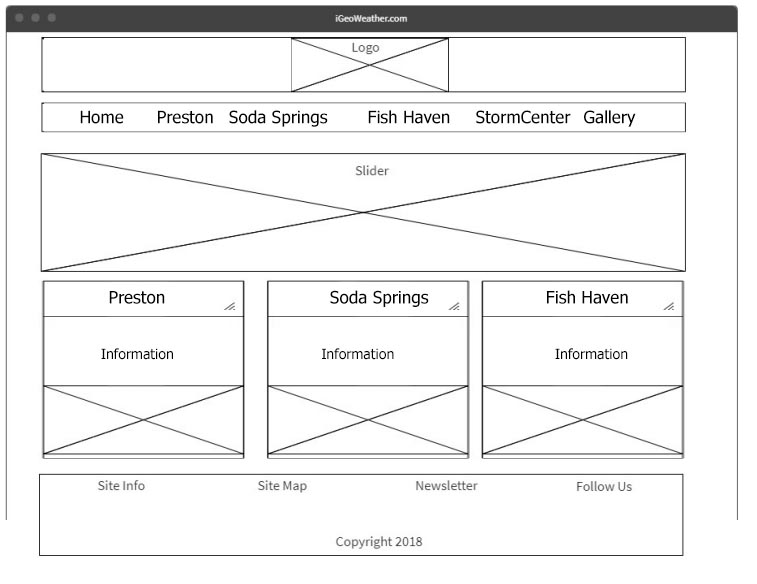 iGeoWeather.com
Logo
Home Preston Soda Springs Fish Haven StormCenter Gallery
Slider
Preston Soda Springs Fish Haven
Information Information Information
Site Info Site Map Newsletter Follow Us
Copyright 2018